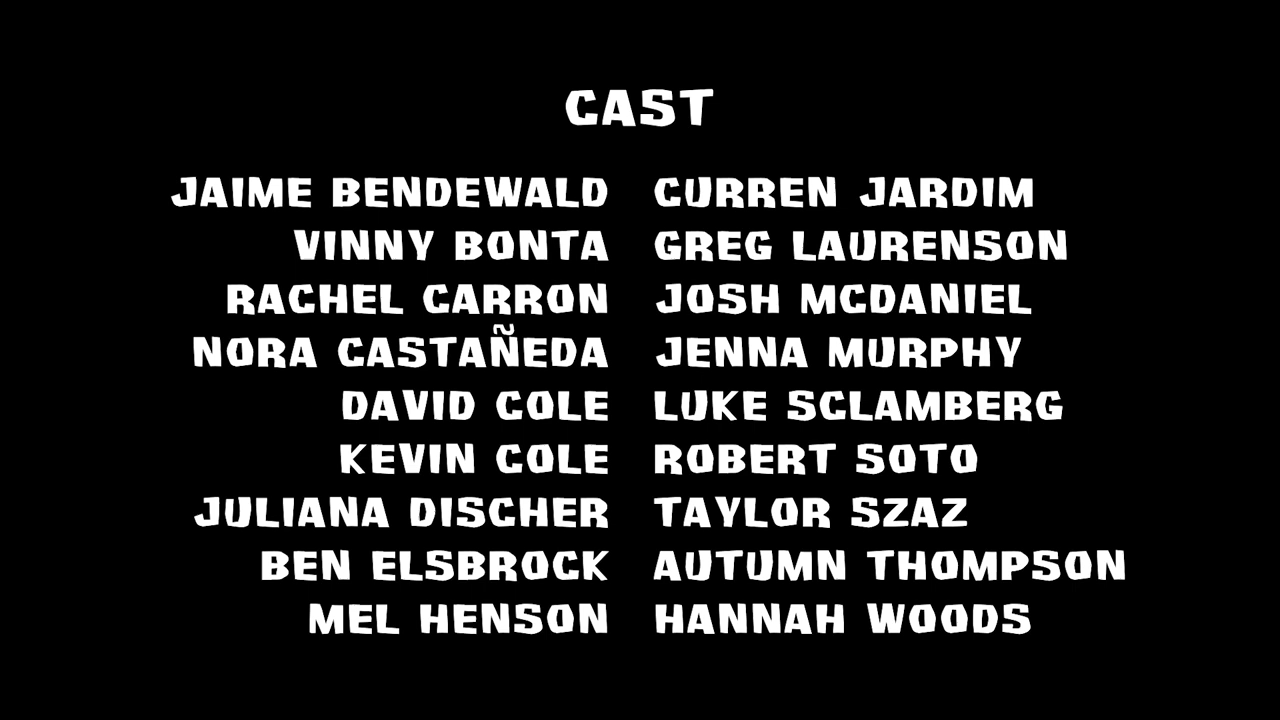 CAST
JAIME BENDEWALD CURREN JARDIM
VINNY BONTA GREG LAURENSON
RACHEL CARRON JOSH MCDANIEL
NORA CASTAÑEDA JENNA MURPHY
DAVID COLE LUKE SCLAMBERG
KEVIN COLE ROBERT SOTO
JULIANA DISCHER TAYLOR SZAZ
BEN ELSBROCK AUTUMN THOMPSON
MEL HENSON HANNAH WOODS